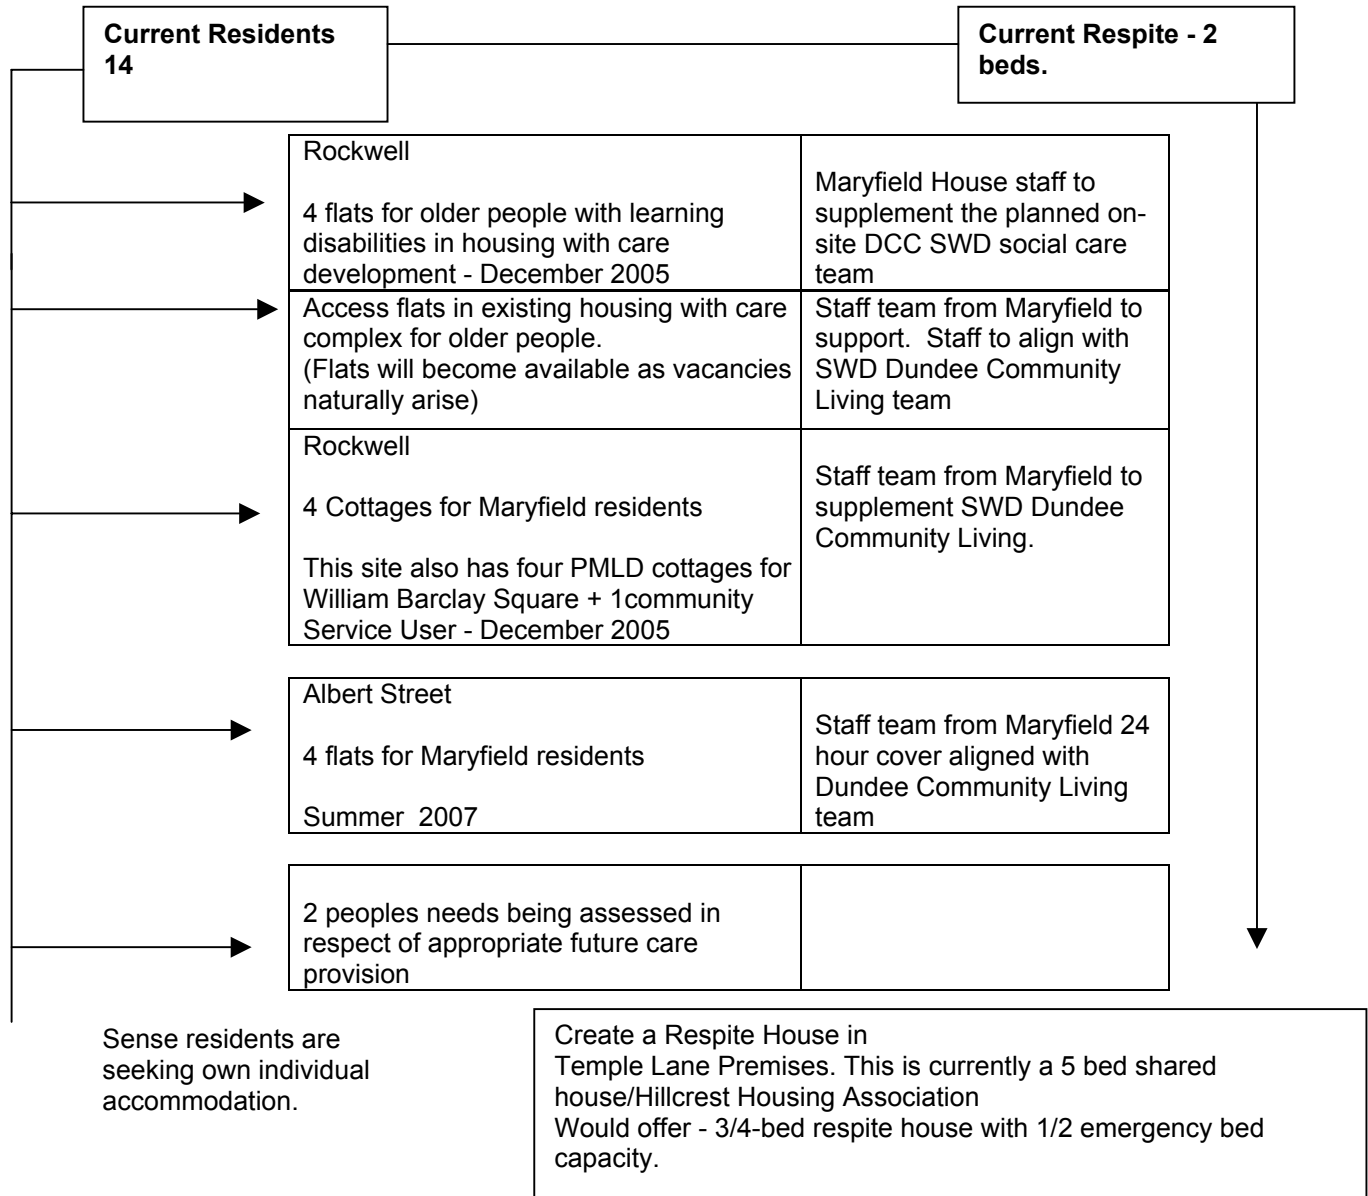 Current Residents
14
Current Respite - 2
beds.
Rockwell
4 flats for older people with learning
disabilities in housing with care
development - December 2005
Maryfield House staff to
supplement the planned on-
site DCC SWD social care
team
Access flats in existing housing with care
complex for older people.
(Flats will become available as vacancies
naturally arise)
Staff team from Maryfield to
support.  Staff to align with
SWD Dundee Community
Living team
Rockwell
4 Cottages for Maryfield residents
This site also has four PMLD cottages for
William Barclay Square + 1community
Service User - December 2005
Staff team from Maryfield to
supplement SWD Dundee
Community Living.
Albert Street
4 flats for Maryfield residents
Summer  2007
Staff team from Maryfield 24
hour cover aligned with
Dundee Community Living
team
2 peoples needs being assessed in
respect of appropriate future care
provision
Sense residents are
seeking own individual
accommodation.
Create a Respite House in
Temple Lane Premises. This is currently a 5 bed shared
house/Hillcrest Housing Association
Would offer - 3/4-bed respite house with 1/2 emergency bed
capacity.